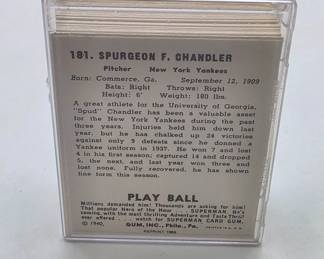 181. SPURGEON F. CHANDLER
Pitcher New York Yankees
Born: Commerce, Ga. September 12, 1909
Bats: Right Throws: Right
Height: 6' Weight: 180 lbs.
A great athlete for the University of Georgia,
"Spud" Chandler has been a valuable asset
for the New York Yankees during the past
three years. Injuries held him down last
year, but he has chalked up 24 victories
against only 9 defeats since he donned a
Yankee uniform in 1937. He won 7 and lost
4 in his first season; captured 14 and dropped
5, the next, and last year won three and
lost none. Fully recovered, he has shown
fine form this season.
PLAY BALL
Millions demanded him! Thousands are asking for him!
That popular Hero of the Hour ... SUPERMAN. He's
coming, with the most thrilling Adventure and Taste Thrill
ever offered ... watch for SUPERMAN CARD GUM.
© 1940, GUM, INC., Phila., Pa. PRINTED IN U. S. A.
REPRINT